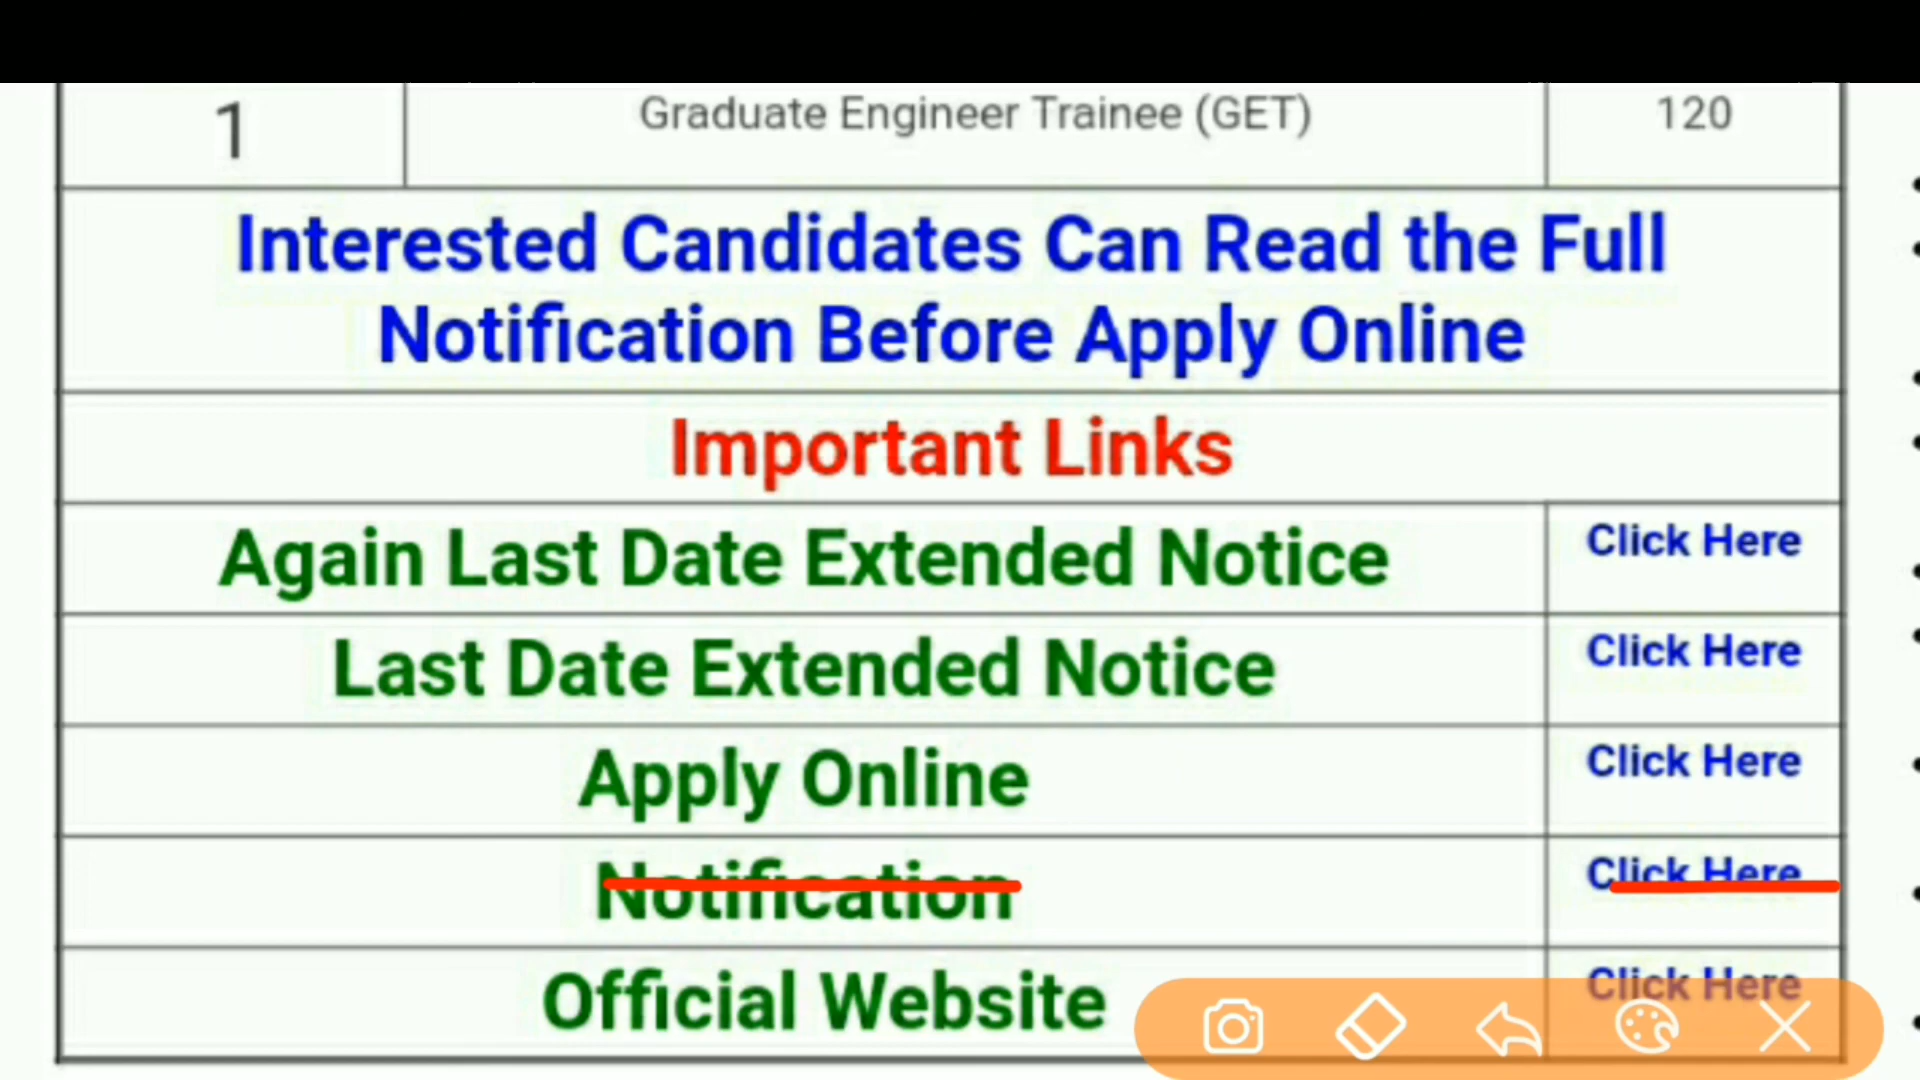 1 Graduate Engineer Trainee (GET) 120
Interested Candidates Can Read the Full
Notification Before Apply Online
Important Links
Again Last Date Extended Notice Click Here
Last Date Extended Notice Click Here
Apply Online Click Here
Notification Click Here
Official Website Click Here